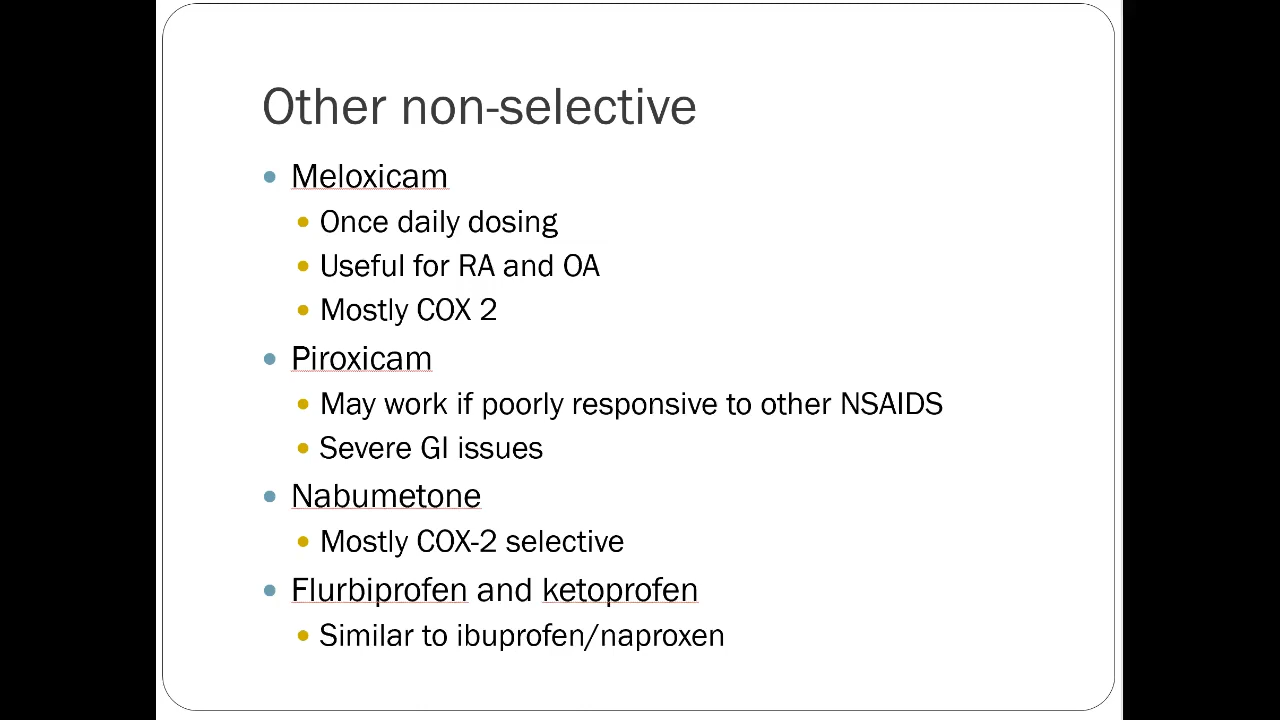 Other non-selective
Meloxicam
Once daily dosing
Useful for RA and OA
Mostly COX 2
Piroxicam
May work if poorly responsive to other NSAIDS
Severe GI issues
Nabumetone
Mostly COX-2 selective
Flurbiprofen and ketoprofen
Similar to ibuprofen/naproxen